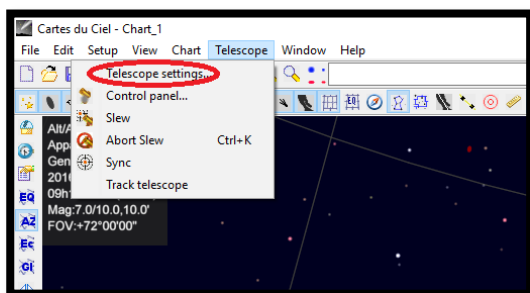 Cartes du Ciel - Chart_1
File Edit Setup View Chart Telescope Window Help
Telescope settings...
Control panel...
Slew
Abort Slew Ctrl+K
Sync
Track telescope
Alt/A
App
Gen
201
09h
Mag:7.0/10.0,10.0'
FOV:+72°00'00"
EQ
AZ
Ec
Gl